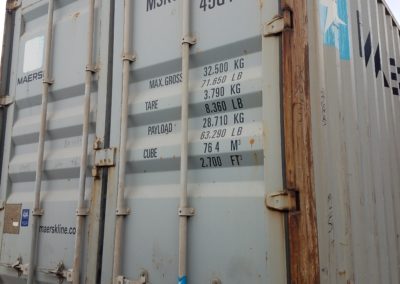 MAERSK
MAX. GROSS 32.500 KG
71.650 LB
TARE 3.790 KG
8.360 LB
PAYLOAD 28.710 KG
63.290 LB
CUBE 76.4 M³
2.700 FT³
maerskline.co